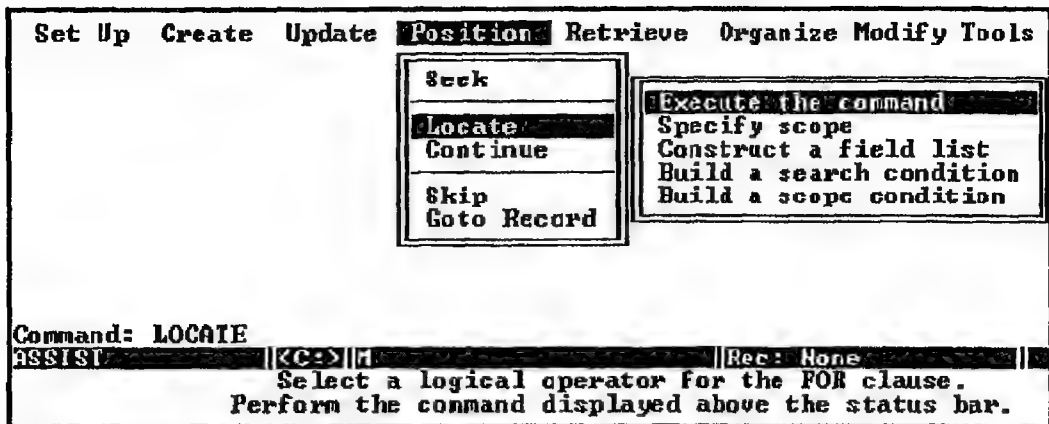 Set Up Create Update Position Retrieve Organize Modify Tools
Seek
Locate
Continue
Skip
Goto Record
Execute the command
Specify scope
Construct a field list
Build a search condition
Build a scope condition
Command: LOCATE
ASSIST <C:> Rec: None
Select a logical operator for the FOR clause.
Perform the command displayed above the status bar.